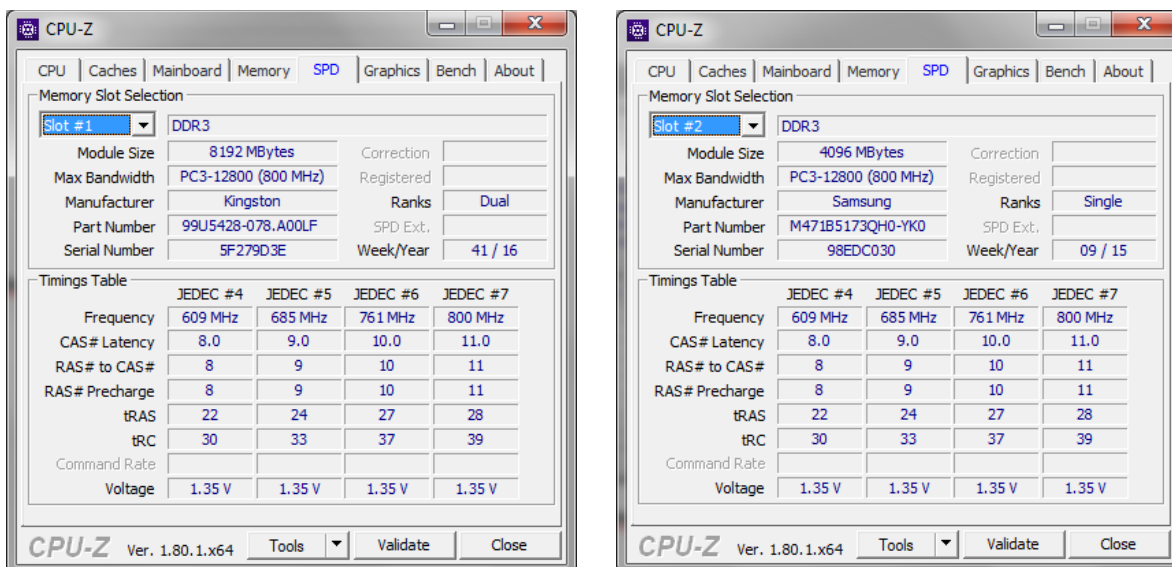 CPU-Z
CPU Caches Mainboard Memory SPD Graphics Bench About
Memory Slot Selection
Slot #1 DDR3
Module Size 8192 MBytes Correction
Max Bandwidth PC3-12800 (800 MHz) Registered
Manufacturer Kingston Ranks Dual
Part Number 99U5428-078.A00LF SPD Ext.
Serial Number 5F279D3E Week/Year 41 / 16
Timings Table
JEDEC #4 JEDEC #5 JEDEC #6 JEDEC #7
Frequency 609 MHz 685 MHz 761 MHz 800 MHz
CAS# Latency 8.0 9.0 10.0 11.0
RAS# to CAS# 8 9 10 11
RAS# Precharge 8 9 10 11
tRAS 22 24 27 28
tRC 30 33 37 39
Command Rate
Voltage 1.35 V 1.35 V 1.35 V 1.35 V
CPU-Z Ver. 1.80.1.x64 Tools Validate Close
CPU-Z
CPU Caches Mainboard Memory SPD Graphics Bench About
Memory Slot Selection
Slot #2 DDR3
Module Size 4096 MBytes Correction
Max Bandwidth PC3-12800 (800 MHz) Registered
Manufacturer Samsung Ranks Single
Part Number M471B5173QH0-YK0 SPD Ext.
Serial Number 98EDC030 Week/Year 09 / 15
Timings Table
JEDEC #4 JEDEC #5 JEDEC #6 JEDEC #7
Frequency 609 MHz 685 MHz 761 MHz 800 MHz
CAS# Latency 8.0 9.0 10.0 11.0
RAS# to CAS# 8 9 10 11
RAS# Precharge 8 9 10 11
tRAS 22 24 27 28
tRC 30 33 37 39
Command Rate
Voltage 1.35 V 1.35 V 1.35 V 1.35 V
CPU-Z Ver. 1.80.1.x64 Tools Validate Close